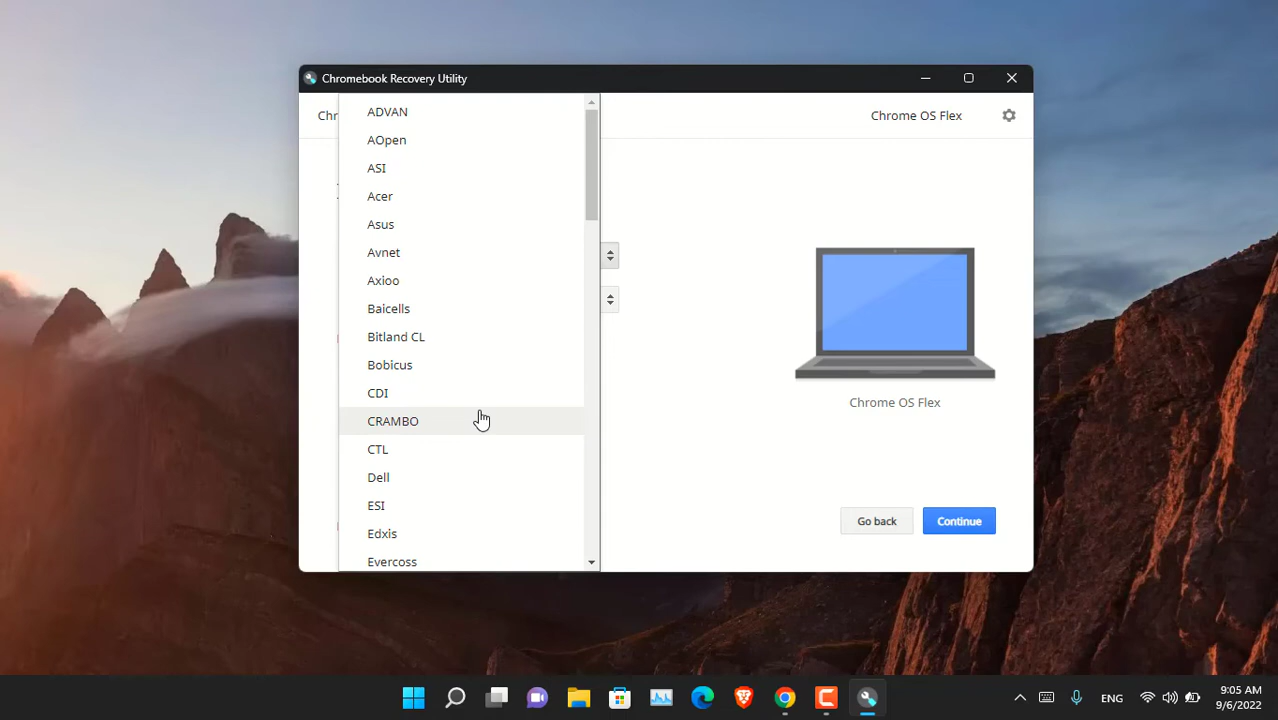 Chromebook Recovery Utility
Chr
Chrome OS Flex
ADVAN
AOpen
ASI
Acer
Asus
Avnet
Axioo
Baicells
Bitland CL
Bobicus
CDI
CRAMBO
CTL
Dell
ESI
Edxis
Evercoss
Chrome OS Flex
Go back
Continue
ENG
9:05 AM
9/6/2022